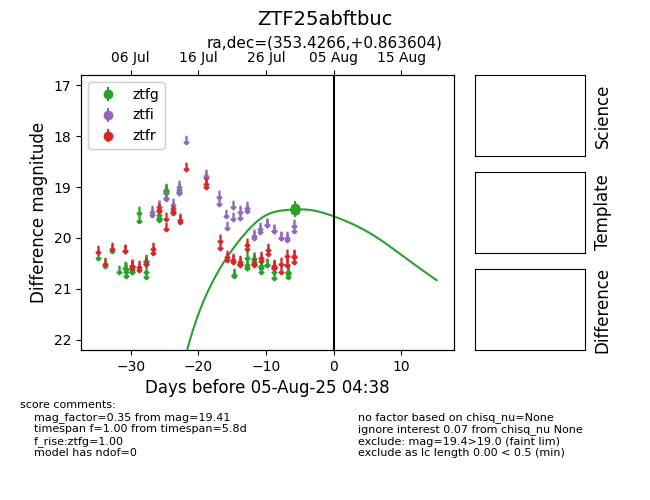 ZTF25abftbuc
ra,dec=(353.4266,+0.863604)
06 Jul 16 Jul 26 Jul 05 Aug 15 Aug
17
18
19
20
21
22
Difference magnitude
ztfg
ztfi
ztfr
−30 −20 −10 0 10
Days before 05-Aug-25 04:38
Science
Template
Difference
score comments:
mag_factor=0.35 from mag=19.41
timespan f=1.00 from timespan=5.8d
f_rise:ztfg=1.00
model has ndof=0
no factor based on chisq_nu=None
ignore interest 0.07 from chisq_nu None
exclude: mag=19.4>19.0 (faint lim)
exclude as lc length 0.00 < 0.5 (min)